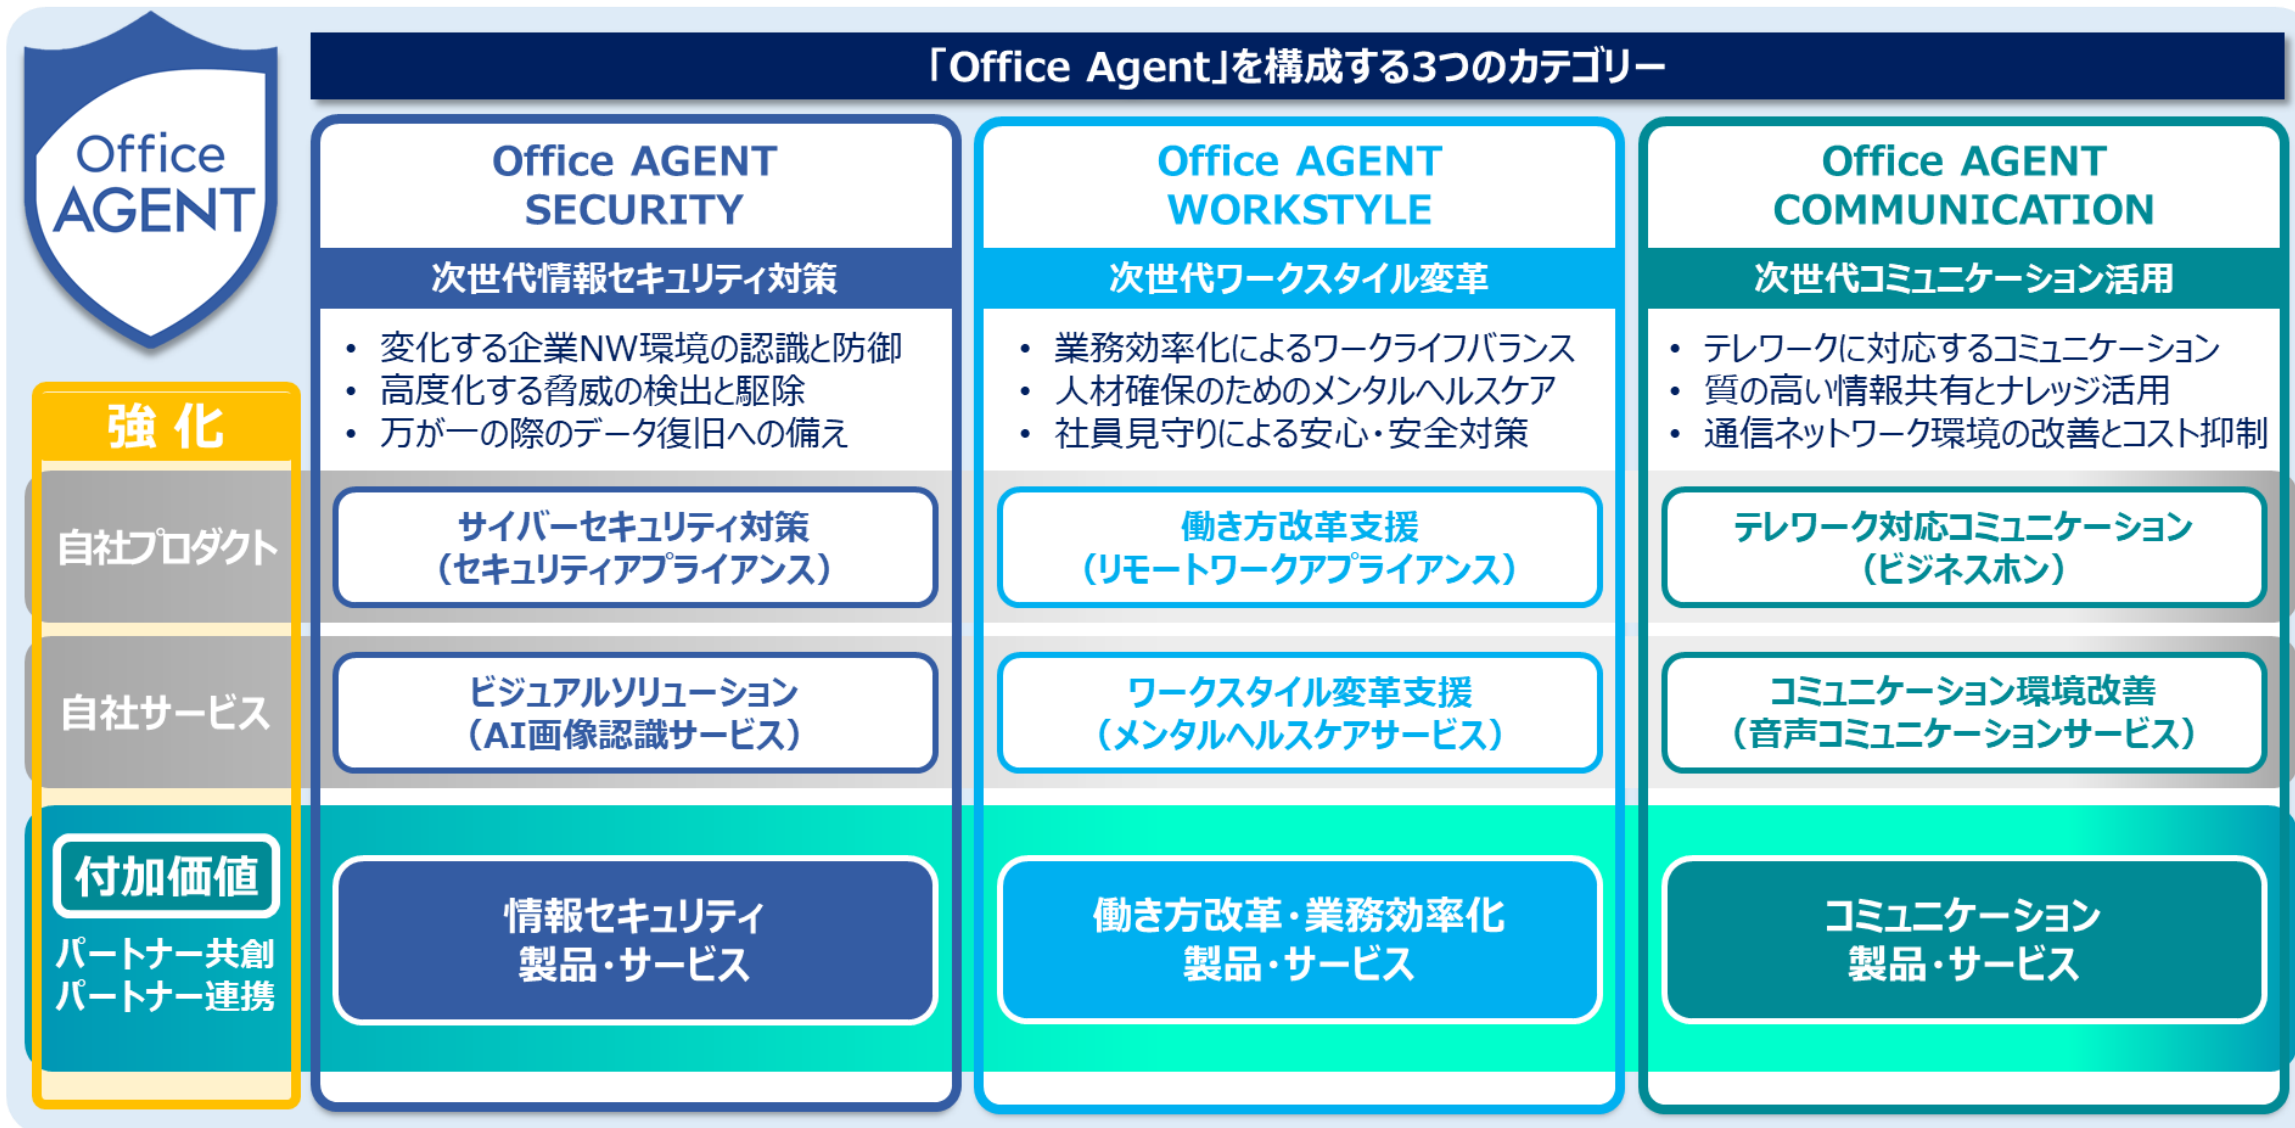 Office
AGENT
「Office Agent」を構成する3つのカテゴリー
Office AGENT
SECURITY
次世代情報セキュリティ対策
• 変化する企業NW環境の認識と防御
• 高度化する脅威の検出と駆除
• 万が一の際のデータ復旧への備え
Office AGENT
WORKSTYLE
次世代ワークスタイル変革
• 業務効率化によるワークライフバランス
• 人材確保のためのメンタルヘルスケア
• 社員見守りによる安心・安全対策
Office AGENT
COMMUNICATION
次世代コミュニケーション活用
• テレワークに対応するコミュニケーション
• 質の高い情報共有とナレッジ活用
• 通信ネットワーク環境の改善とコスト抑制
強化
自社プロダクト
サイバーセキュリティ対策
（セキュリティアプライアンス）
働き方改革支援
（リモートワークアプライアンス）
テレワーク対応コミュニケーション
（ビジネスホン）
自社サービス
ビジュアルソリューション
（AI画像認識サービス）
ワークスタイル変革支援
（メンタルヘルスケアサービス）
コミュニケーション環境改善
（音声コミュニケーションサービス）
付加価値
パートナー共創
パートナー連携
情報セキュリティ
製品・サービス
働き方改革・業務効率化
製品・サービス
コミュニケーション
製品・サービス